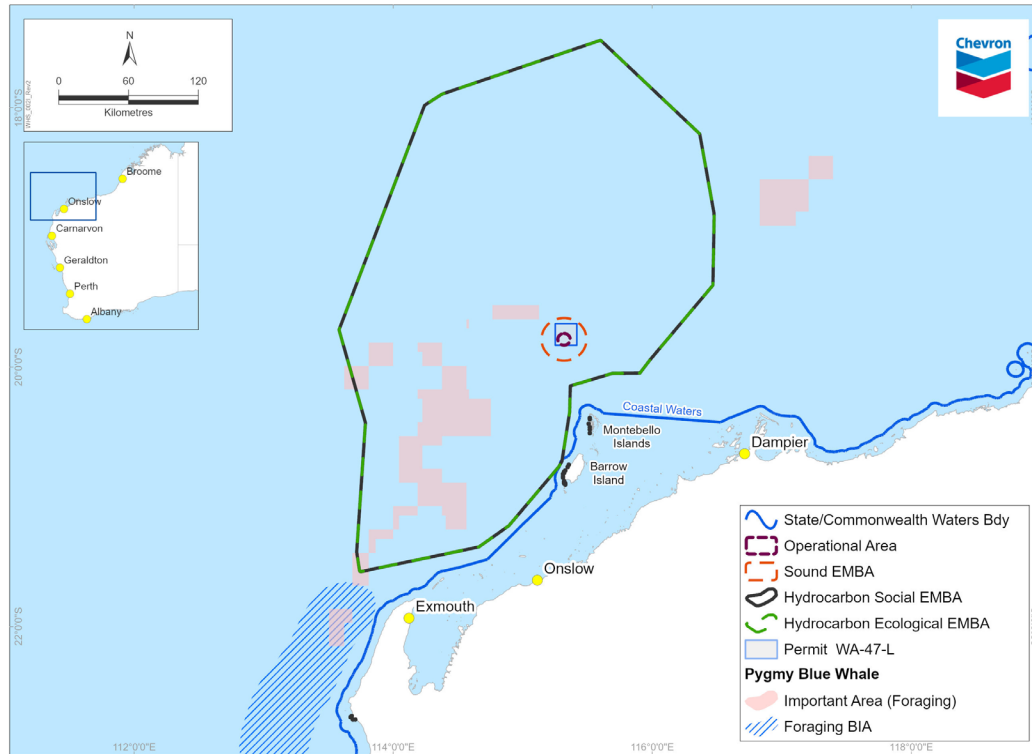 N
0 60 120
Kilometres
WHIS_0021_Rev2
Broome
Onslow
Carnarvon
Geraldton
Perth
Albany
Chevron
18°0'0"S
20°0'0"S
22°0'0"S
Coastal Waters
Montebello
Islands
Dampier
Barrow
Island
Onslow
Exmouth
State/Commonwealth Waters Bdy
Operational Area
Sound EMBA
Hydrocarbon Social EMBA
Hydrocarbon Ecological EMBA
Permit WA-47-L
Pygmy Blue Whale
Important Area (Foraging)
Foraging BIA
112°0'0"E 114°0'0"E 116°0'0"E 118°0'0"E